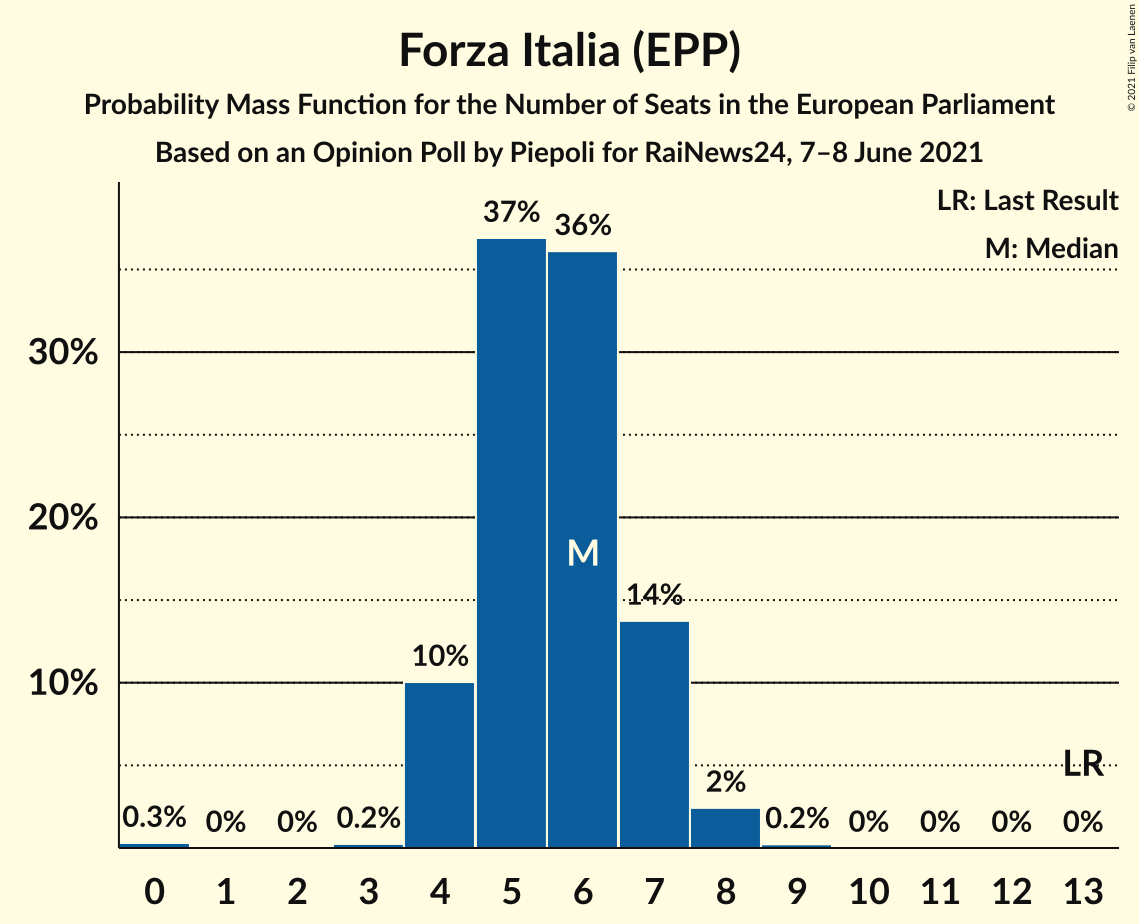 Forza Italia (EPP)
Probability Mass Function for the Number of Seats in the European Parliament
Based on an Opinion Poll by Piepoli for RaiNews24, 7–8 June 2021
© 2021 Filip van Laenen
LR: Last Result
M: Median
37%
36%
30%
20%
M
14%
10%
10%
LR
2%
0.3%
0%
0%
0.2%
0.2%
0%
0%
0%
0%
0 1 2 3 4 5 6 7 8 9 10 11 12 13